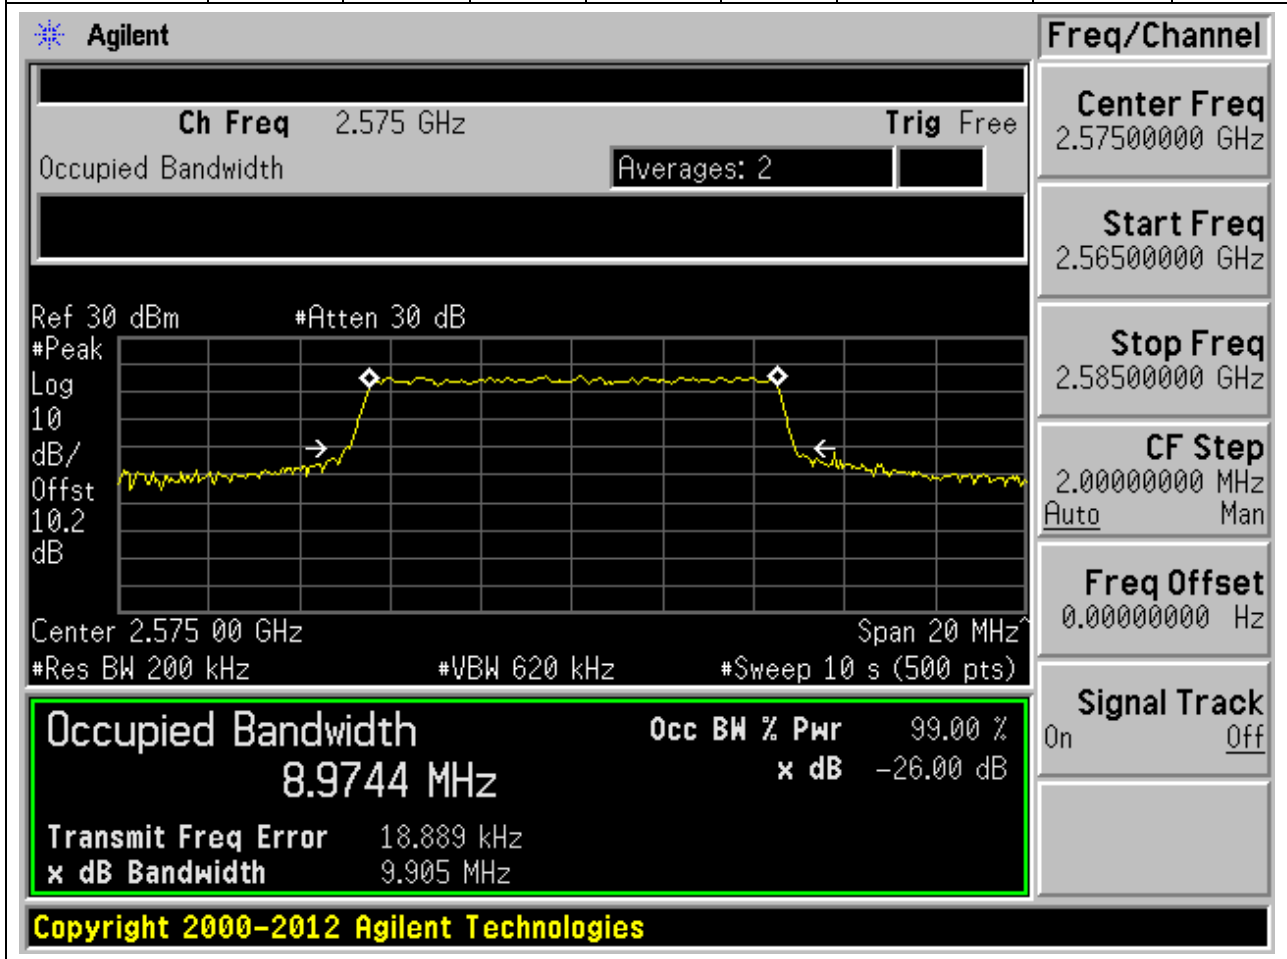 Agilent
Freq/Channel
Ch Freq 2.575 GHz Trig Free
Occupied Bandwidth Averages: 2
Center Freq
2.57500000 GHz
Start Freq
2.56500000 GHz
Stop Freq
2.58500000 GHz
CF Step
2.00000000 MHz
Auto Man
Freq Offset
0.00000000 Hz
Signal Track
On Off
Ref 30 dBm #Atten 30 dB
#Peak
Log
10
dB/
Offst
10.2
dB
Center 2.575 00 GHz Span 20 MHz^
#Res BW 200 kHz #VBW 620 kHz #Sweep 10 s (500 pts)
Occupied Bandwidth Occ BW % Pwr 99.00 %
8.9744 MHz x dB -26.00 dB
Transmit Freq Error 18.889 kHz
x dB Bandwidth 9.905 MHz
Copyright 2000-2012 Agilent Technologies